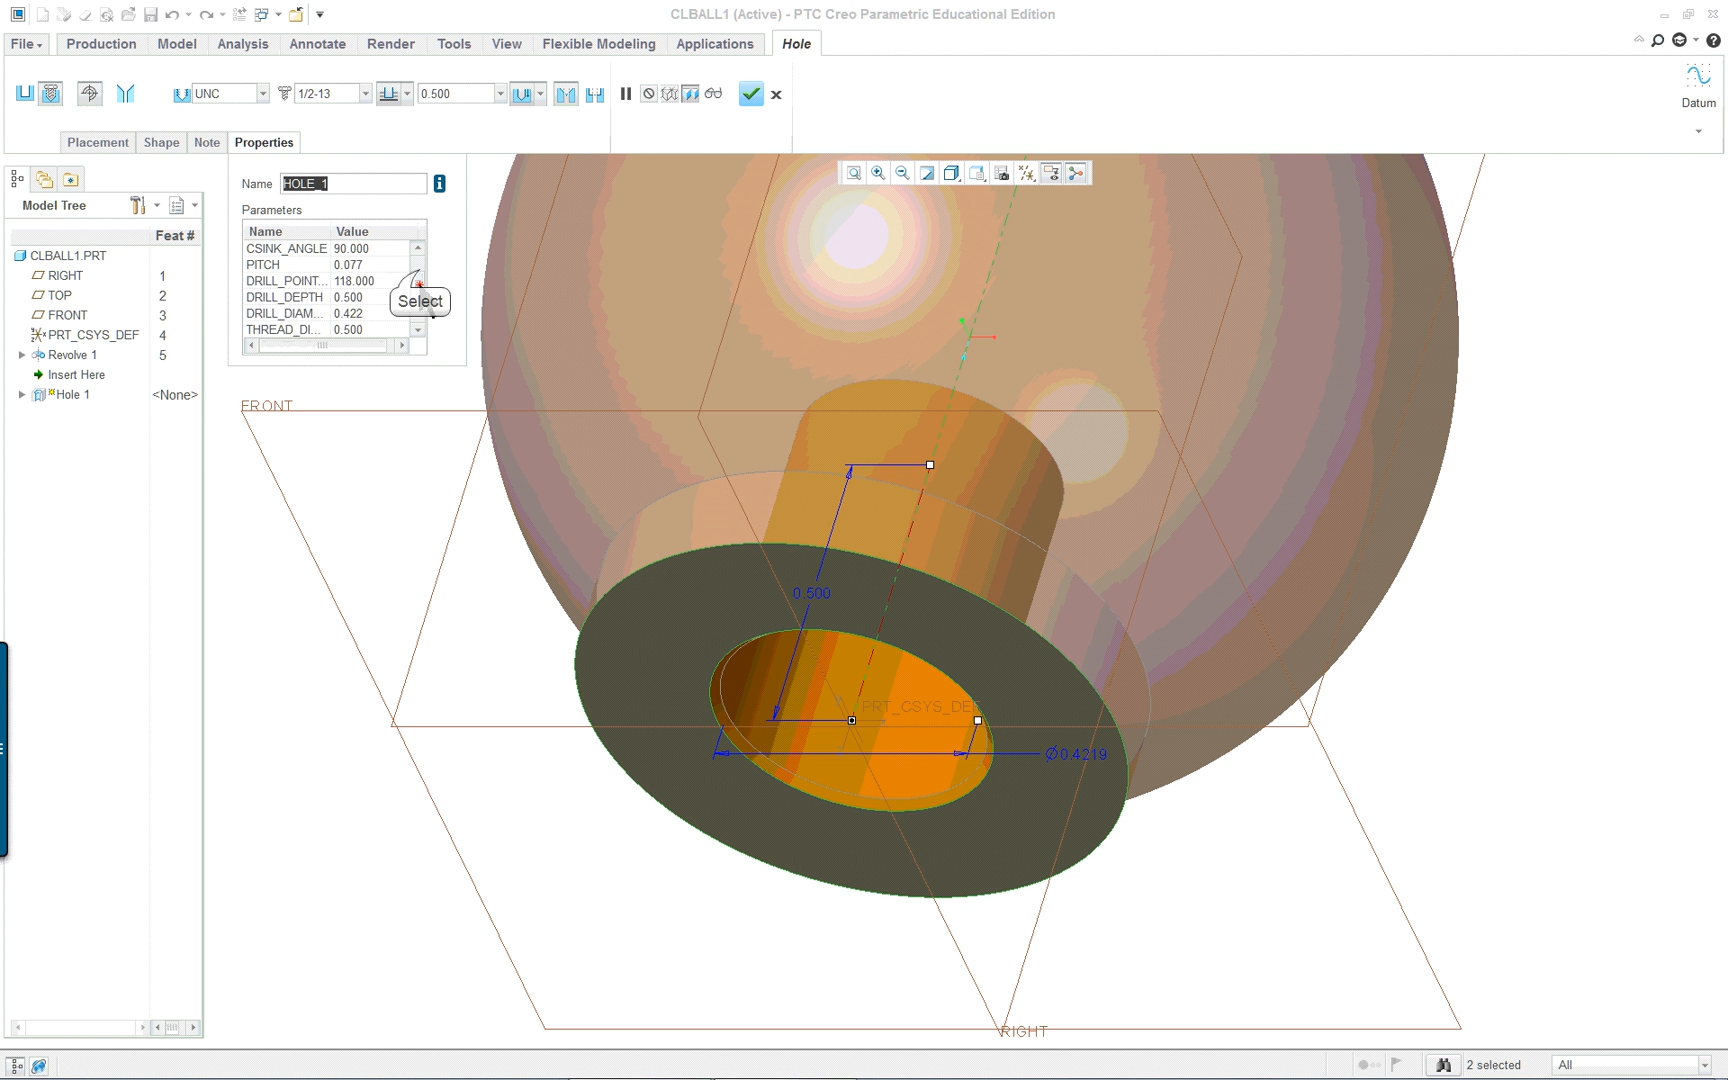 CLBALL1 (Active) - PTC Creo Parametric Educational Edition
File Production Model Analysis Annotate Render Tools View Flexible Modeling Applications Hole
UNC 1/2-13 0.500
Datum
Placement Shape Note Properties
Name HOLE_1
Parameters
Name Value
CSINK_ANGLE 90.000
PITCH 0.077
DRILL_POINT... 118.000
DRILL_DEPTH 0.500
DRILL_DIAM... 0.422
THREAD_DI... 0.500
Select
Model Tree
Feat #
CLBALL1.PRT
RIGHT 1
TOP 2
FRONT 3
PRT_CSYS_DEF 4
Revolve 1 5
Insert Here
Hole 1 <None>
FRONT
0.500
PRT_CSYS_DEF
Ø0.4219
RIGHT
2 selected
All